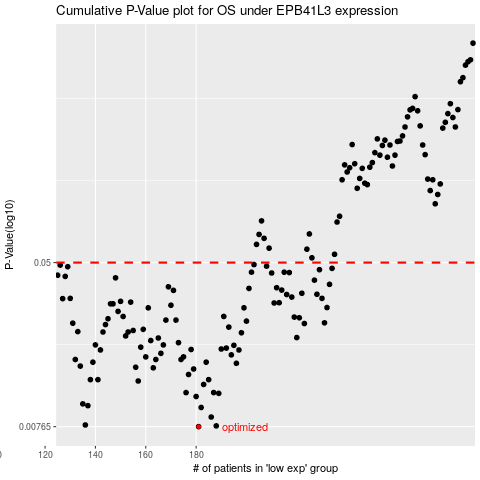 Cumulative P-Value plot for OS under EPB41L3 expression
P-Value(log10)
0.05
0.00765
optimized
0 120 140 160 180
# of patients in 'low exp' group